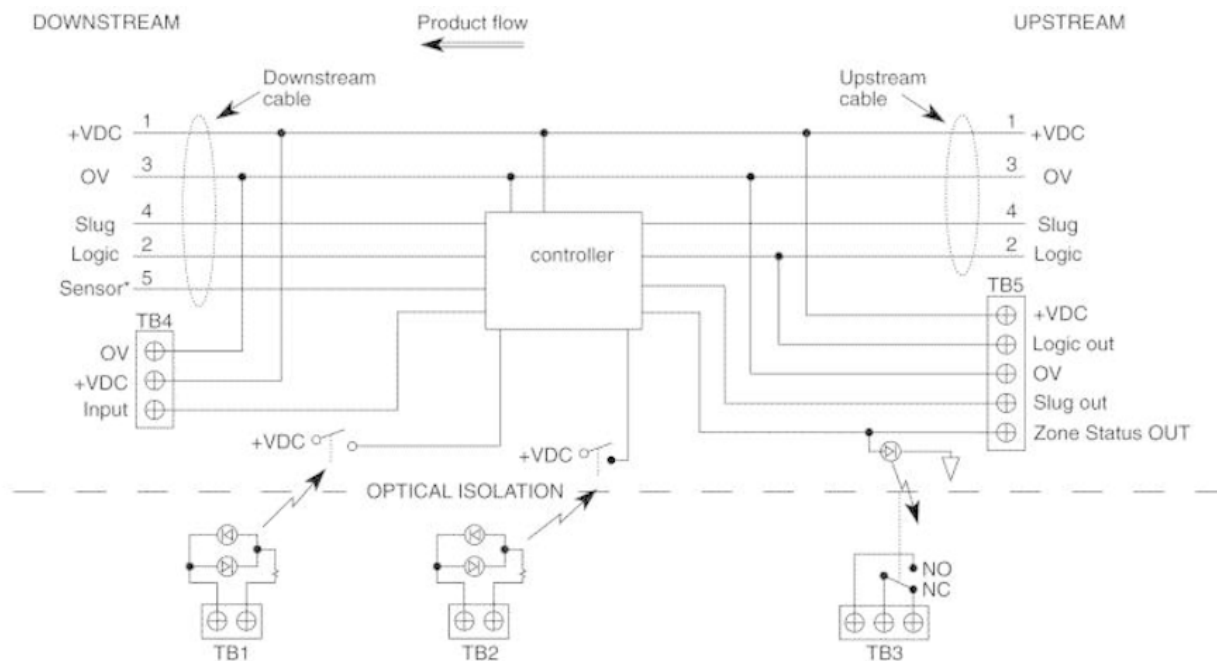 DOWNSTREAM
Product flow
UPSTREAM
Downstream
cable
Upstream
cable
+VDC 1
1 +VDC
OV 3
3 OV
Slug 4
4 Slug
Logic 2
controller
2 Logic
Sensor* 5
TB4
OV
+VDC
Input
TB5
+VDC
Logic out
OV
Slug out
Zone Status OUT
+VDC
+VDC
OPTICAL ISOLATION
NO
NC
TB1
TB2
TB3